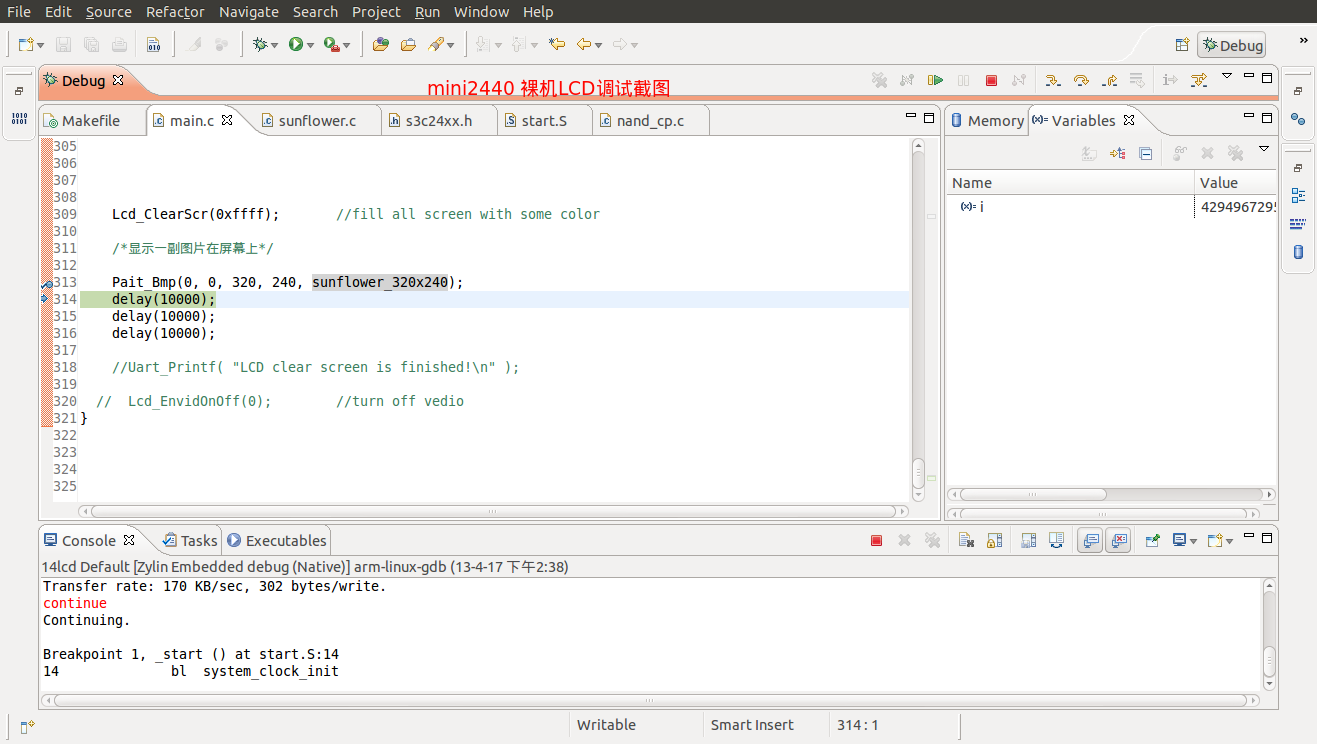 File Edit Source Refactor Navigate Search Project Run Window Help
Debug
Debug
mini2440 裸机LCD调试截图
Makefile main.c sunflower.c s3c24xx.h start.S nand_cp.c
Memory Variables
Name Value
i 4294967295
305
306
307
308
309 Lcd_ClearScr(0xffff); //fill all screen with some color
310
311 /*显示一副图片在屏幕上*/
312
313 Pait_Bmp(0, 0, 320, 240, sunflower_320x240);
314 delay(10000);
315 delay(10000);
316 delay(10000);
317
318 //Uart_Printf( "LCD clear screen is finished!\n" );
319
320 // Lcd_EnvidOnOff(0); //turn off vedio
321 }
322
323
324
325
Console Tasks Executables
14lcd Default [Zylin Embedded debug (Native)] arm-linux-gdb (13-4-17 下午2:38)
Transfer rate: 170 KB/sec, 302 bytes/write.
continue
Continuing.
Breakpoint 1, _start () at start.S:14
14 bl system_clock_init
Writable Smart Insert 314 : 1